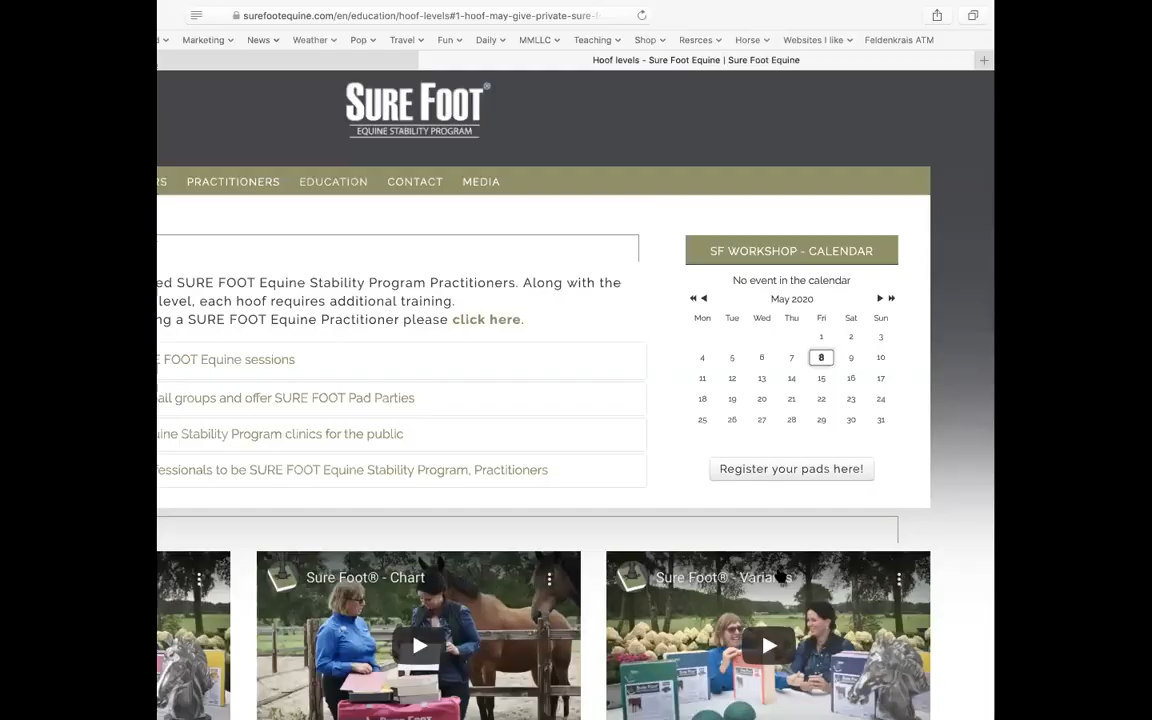 surefootequine.com/en/education/hoof-levels#1-hoof-may-give-private-sure-f
Marketing News Weather Pop Travel Fun Daily MMLLC Teaching Shop Resrces Horse Websites I like Feldenkrais ATM
Hoof levels - Sure Foot Equine | Sure Foot Equine
SURE FOOT®
EQUINE STABILITY PROGRAM
RS PRACTITIONERS EDUCATION CONTACT MEDIA
SF WORKSHOP - CALENDAR
No event in the calendar
May 2020
Mon Tue Wed Thu Fri Sat Sun
1 2 3
4 5 6 7 8 9 10
11 12 13 14 15 16 17
18 19 20 21 22 23 24
25 26 27 28 29 30 31
Register your pads here!
ed SURE FOOT Equine Stability Program Practitioners. Along with the
level, each hoof requires additional training.
ng a SURE FOOT Equine Practitioner please click here.
E FOOT Equine sessions
all groups and offer SURE FOOT Pad Parties
uine Stability Program clinics for the public
fessionals to be SURE FOOT Equine Stability Program, Practitioners
Sure Foot® - Chart
SURE FOOT
Sure Foot® - Varia s
SURE FOOT